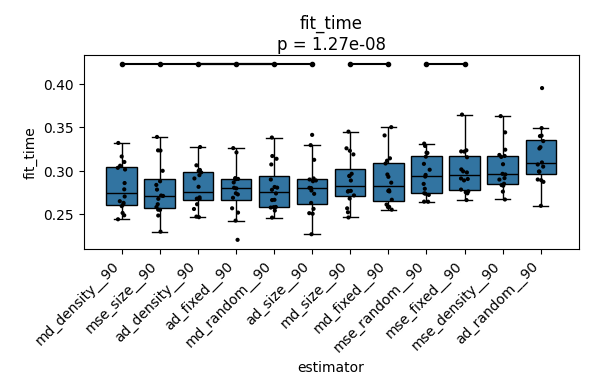 fit_time
p = 1.27e-08
fit_time
0.40
0.35
0.30
0.25
md_density__90
mse_size__90
ad_density__90
ad_fixed__90
md_random__90
ad_size__90
md_size__90
md_fixed__90
mse_random__90
mse_fixed__90
mse_density__90
ad_random__90
estimator